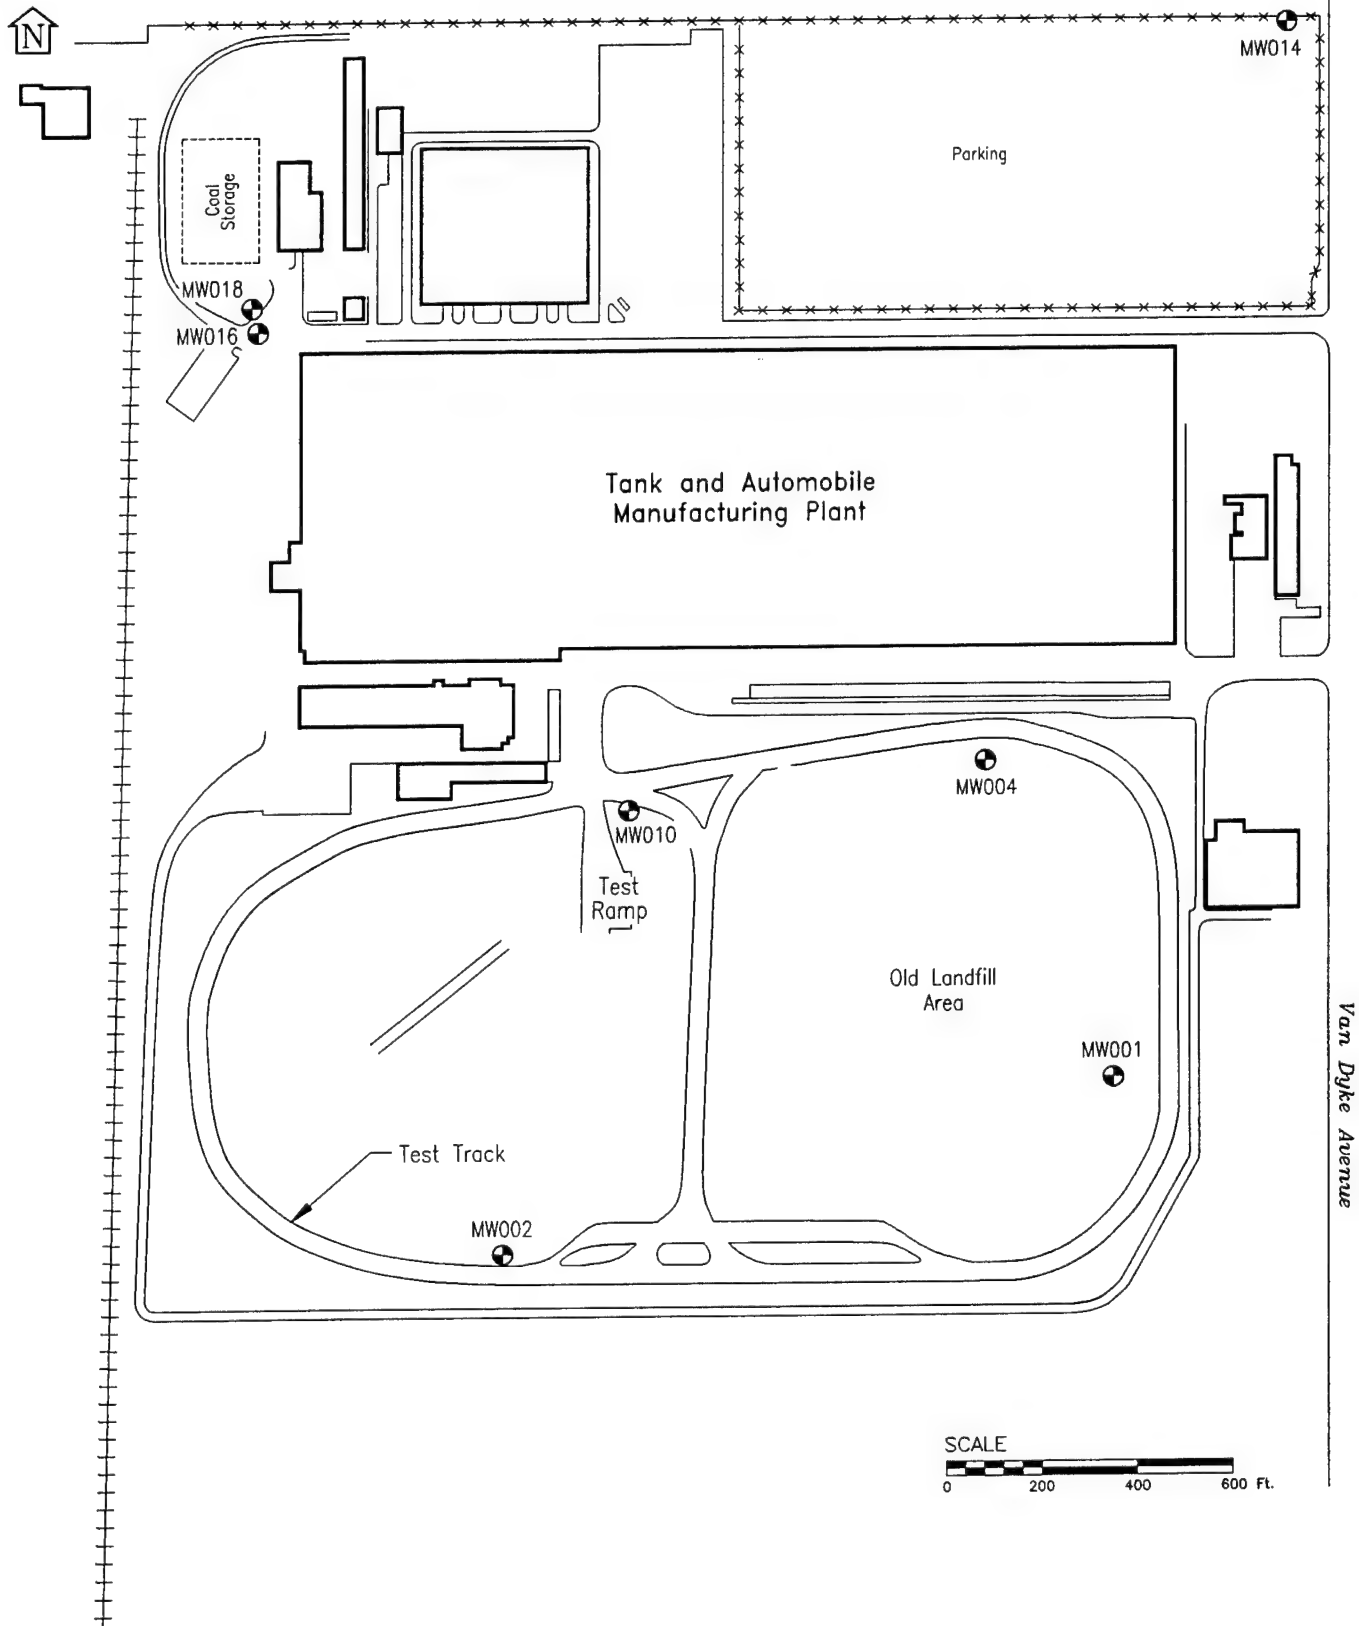 N
MW014
Parking
Coal
Storage
MW018
MW016
Tank and Automobile
Manufacturing Plant
MW004
MW010
Test
Ramp
Old Landfill
Area
MW001
Van Dyke Avenue
Test Track
MW002
SCALE
0 200 400 600 Ft.